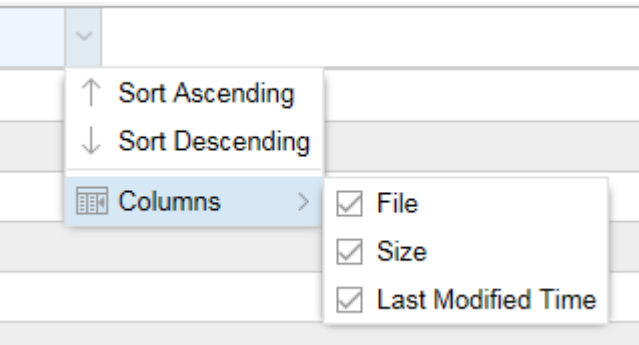 Sort Ascending
Sort Descending
Columns
File
Size
Last Modified Time